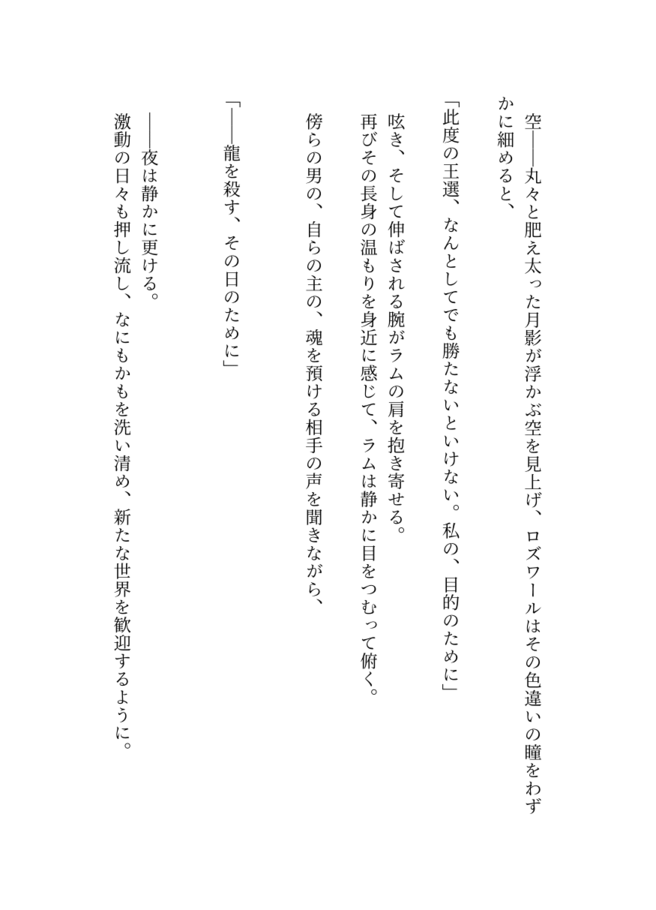 空――丸々と肥え太った月影が浮かぶ空を見上げ、ロズワールはその色違いの瞳をわず
かに細めると、
「此度の王選、なんとしてでも勝たないといけない。私の、目的のために」
呟き、そして伸ばされる腕がラムの肩を抱き寄せる。
再びその長身の温もりを身近に感じて、ラムは静かに目をつむって俯く。
傍らの男の、自らの主の、魂を預ける相手の声を聞きながら、
「――龍を殺す、その日のために」
――夜は静かに更ける。
激動の日々も押し流し、なにもかもを洗い清め、新たな世界を歓迎するように。